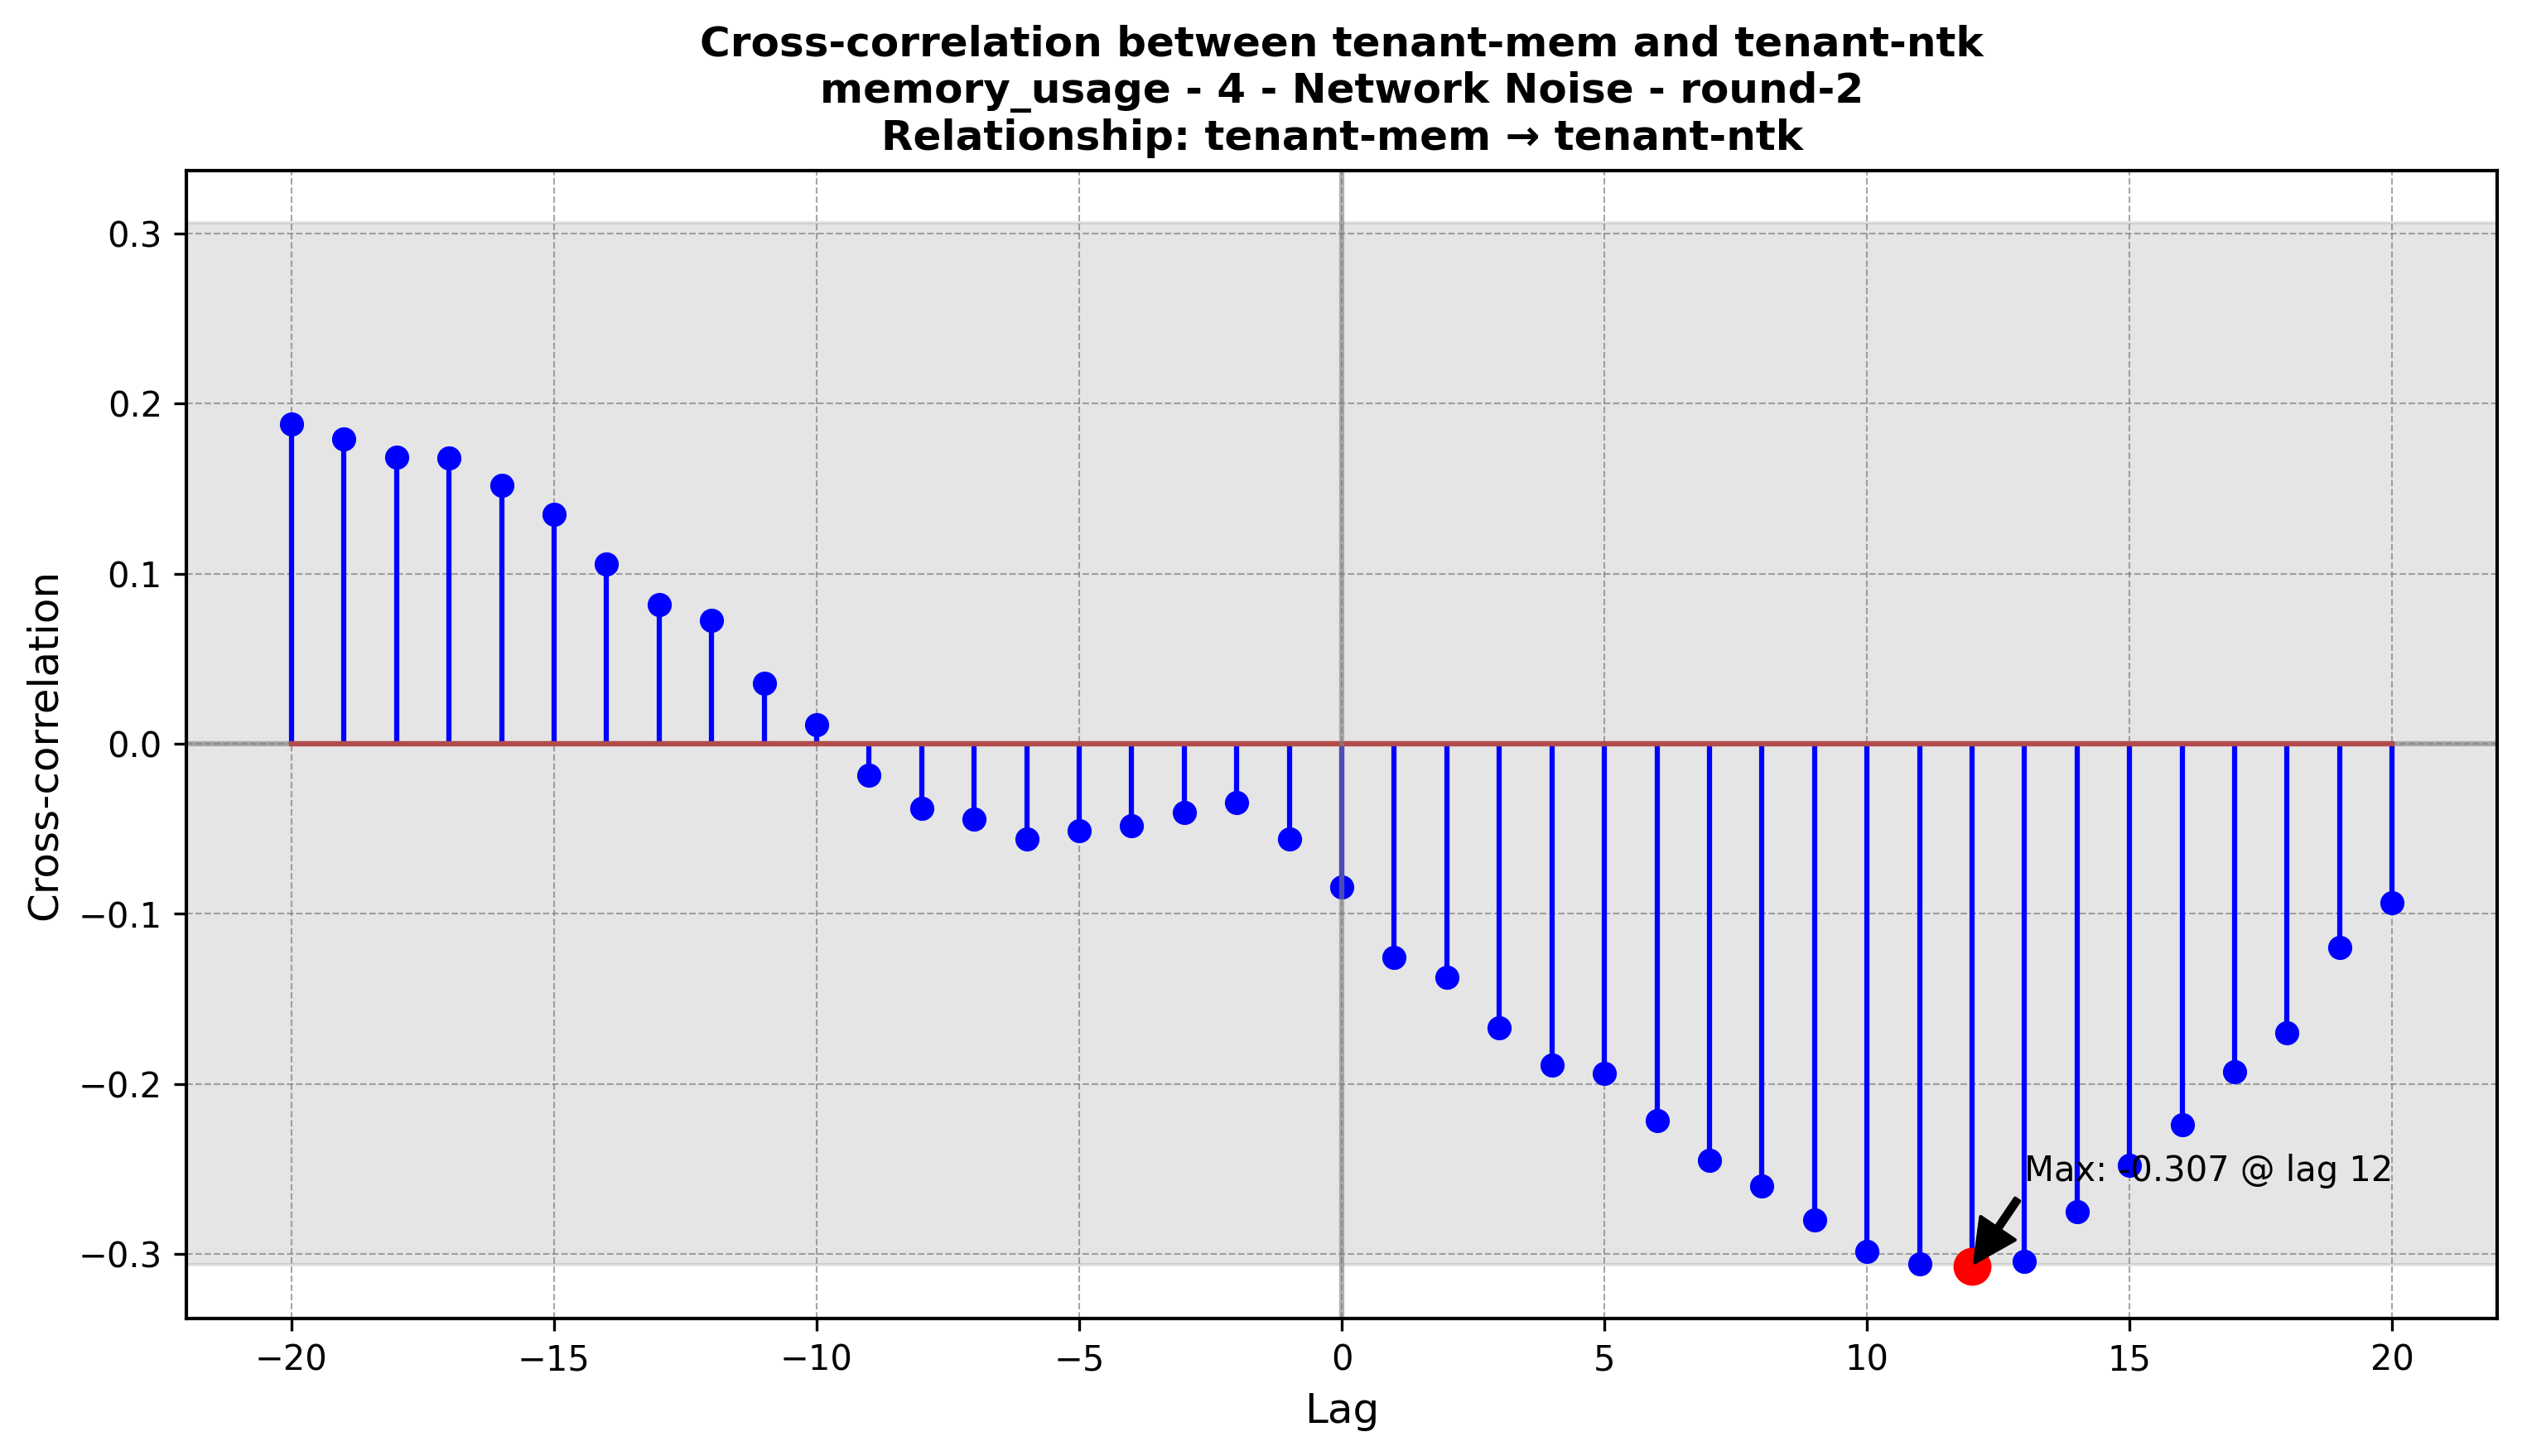 Cross-correlation between tenant-mem and tenant-ntk
memory_usage - 4 - Network Noise - round-2
Relationship: tenant-mem → tenant-ntk
Cross-correlation
0.3
0.2
0.1
0.0
−0.1
−0.2
−0.3
Max: -0.307 @ lag 12
−20 −15 −10 −5 0 5 10 15 20
Lag